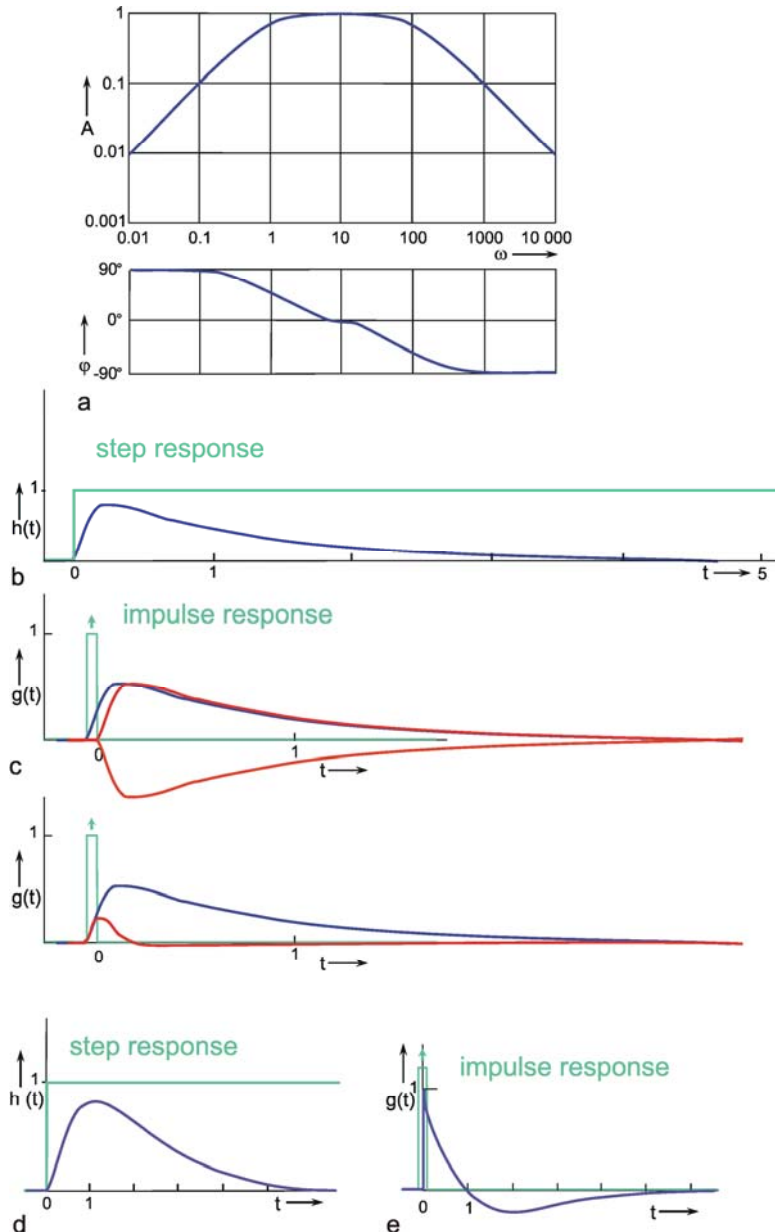 1
0.1
A
0.01
0.001
0.01 0.1 1 10 100 1000 10 000
ω
90°
0°
φ
-90°
a
step response
1
h(t)
0 1 t 5
b
impulse response
1
g(t)
0 1
t
c
1
g(t)
0 1
t
step response
1
h (t)
0 1 t
d
impulse response
1
g(t)
0 1 t
e